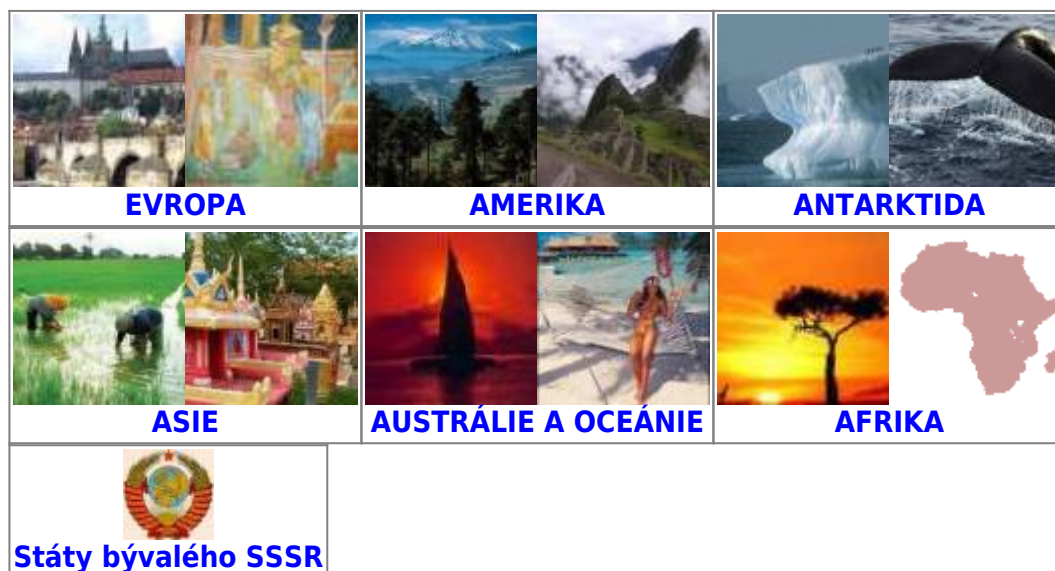 EVROPA
AMERIKA
ANTARKTIDA
ASIE
AUSTRÁLIE A OCEÁNIE
AFRIKA
Státy bývalého SSSR